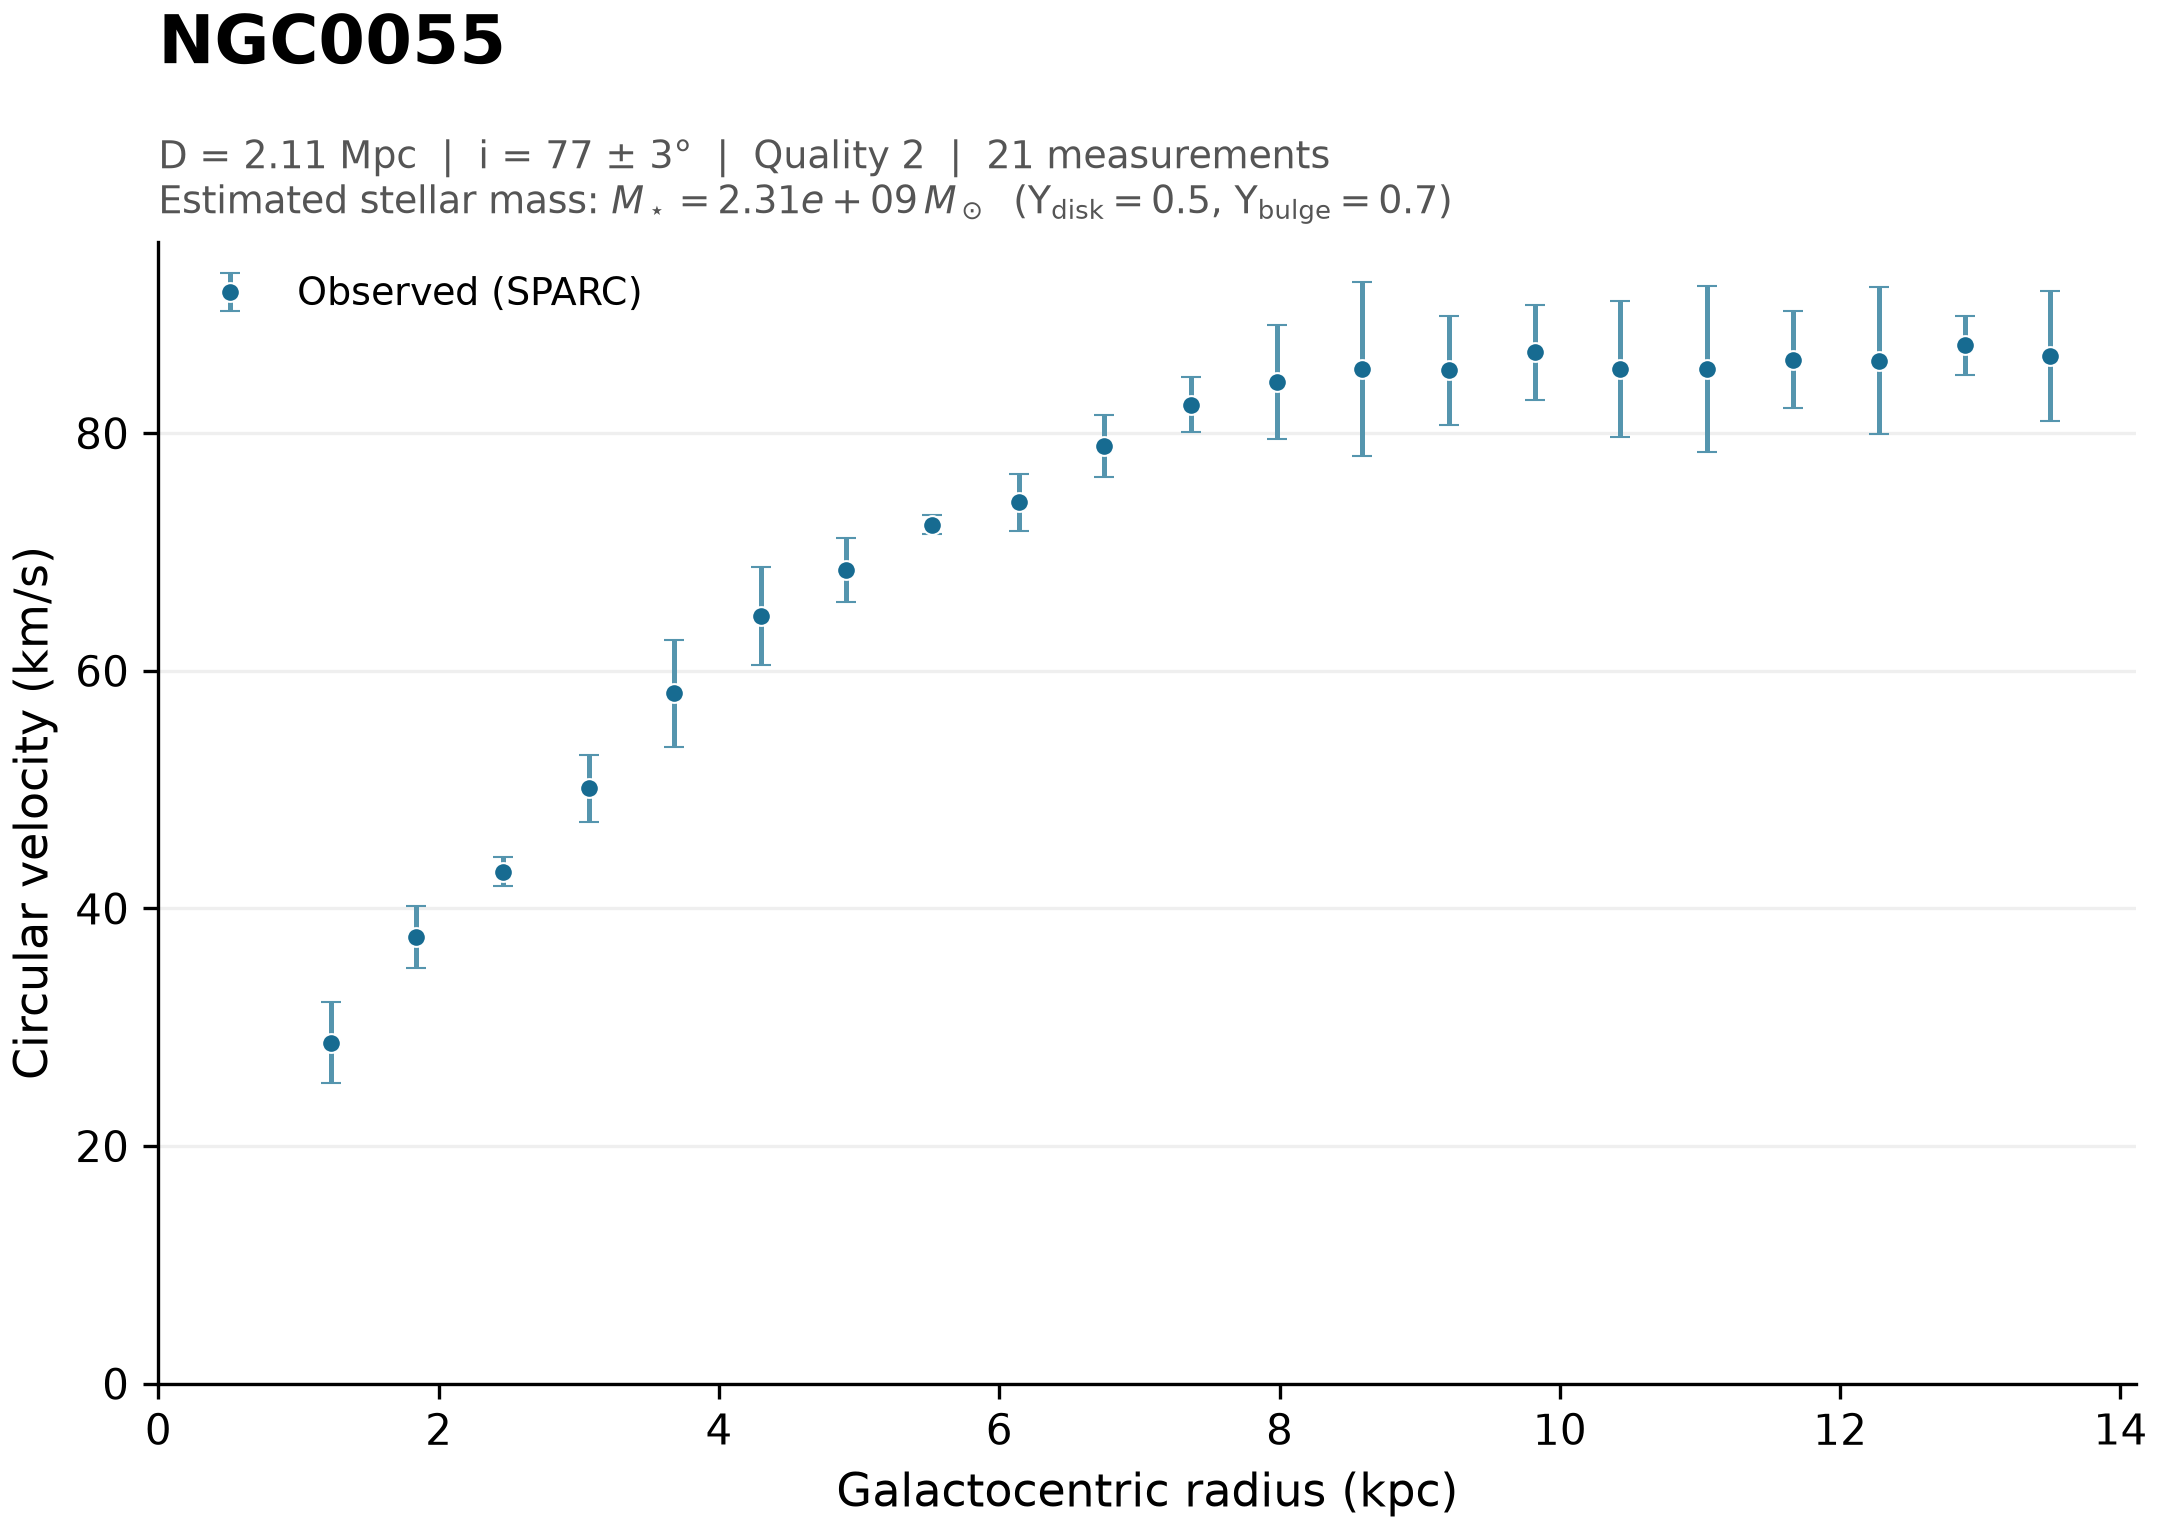 NGC0055
D = 2.11 Mpc | i = 77 ± 3° | Quality 2 | 21 measurements
Estimated stellar mass: M⋆ = 2.31e + 09 M⊙ (Υdisk = 0.5, Υbulge = 0.7)
Observed (SPARC)
Circular velocity (km/s)
80
60
40
20
0
0 2 4 6 8 10 12 14
Galactocentric radius (kpc)